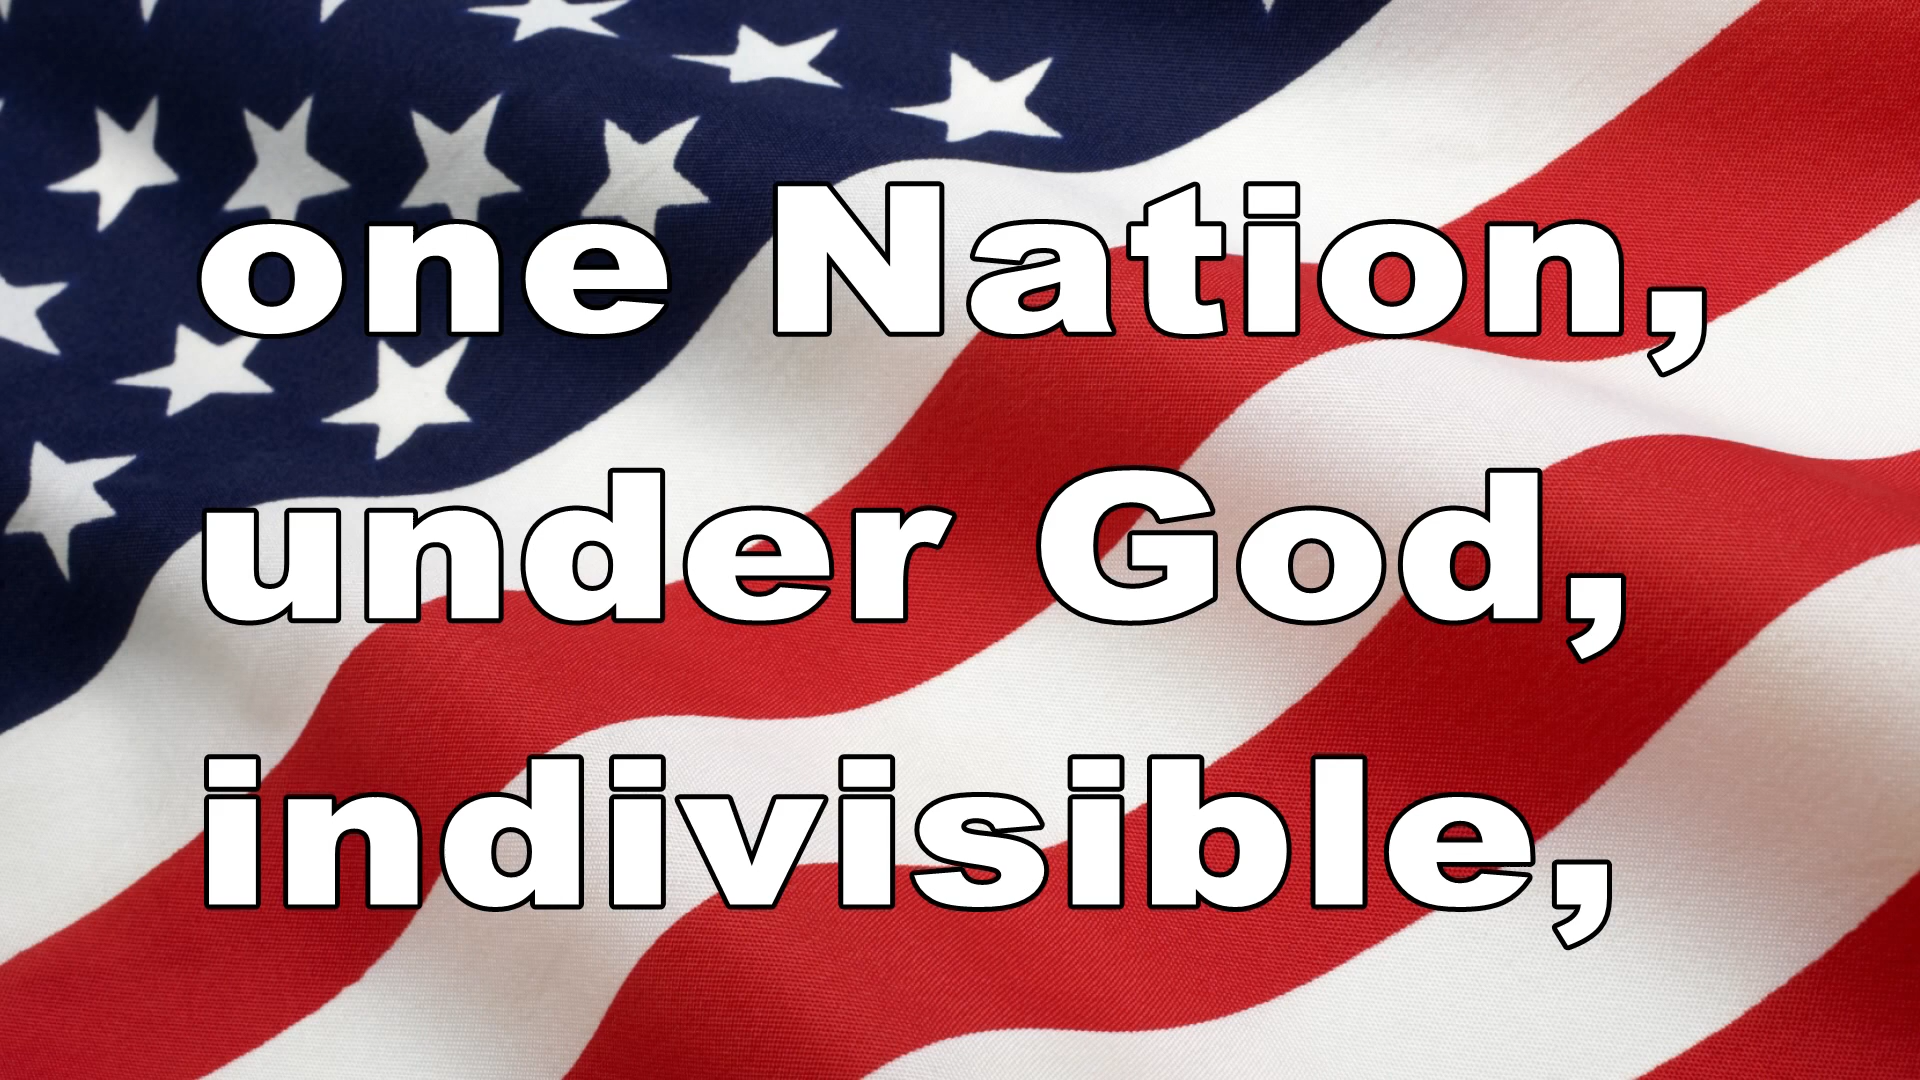 one Nation,
under God,
indivisible,